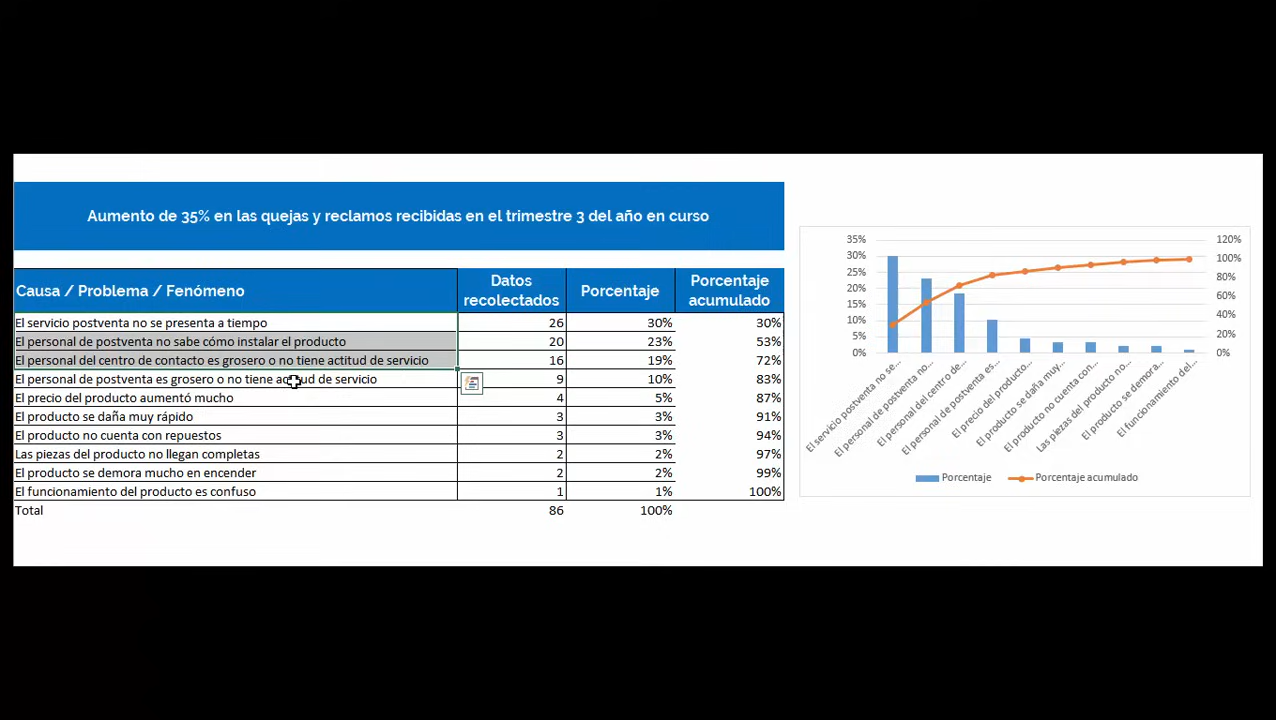 Aumento de 35% en las quejas y reclamos recibidas en el trimestre 3 del año en curso
Causa / Problema / Fenómeno Datos recolectados Porcentaje Porcentaje acumulado
El servicio postventa no se presenta a tiempo 26 30% 30%
El personal de postventa no sabe cómo instalar el producto 20 23% 53%
El personal del centro de contacto es grosero o no tiene actitud de servicio 16 19% 72%
El personal de postventa es grosero o no tiene actitud de servicio 9 10% 83%
El precio del producto aumentó mucho 4 5% 87%
El producto se daña muy rápido 3 3% 91%
El producto no cuenta con repuestos 3 3% 94%
Las piezas del producto no llegan completas 2 2% 97%
El producto se demora mucho en encender 2 2% 99%
El funcionamiento del producto es confuso 1 1% 100%
Total 86 100%
35% 120%
30% 100%
25% 80%
20% 60%
15% 40%
10% 20%
5% 0%
0%
El servicio postventa no se…
El personal de postventa no…
El personal del centro de…
El personal de postventa es…
El precio del producto…
El producto se daña muy…
El producto no cuenta con…
Las piezas del producto no…
El producto se demora…
El funcionamiento del…
Porcentaje Porcentaje acumulado